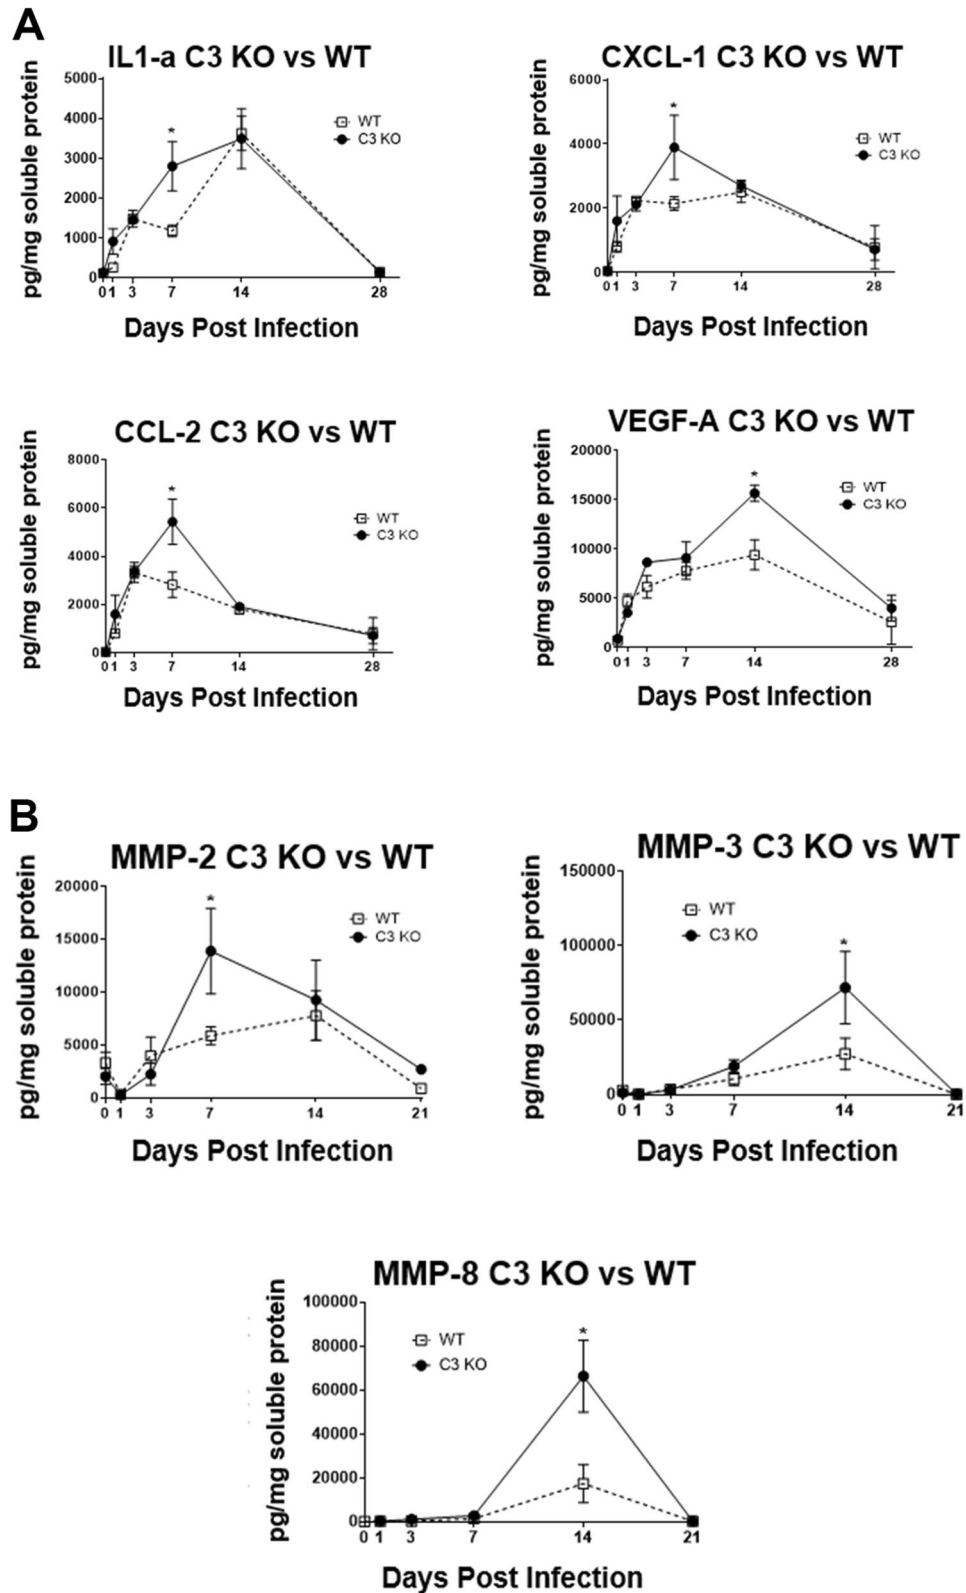 A
IL1-a C3 KO vs WT
pg/mg soluble protein
5000
4000
3000
2000
1000
0
*
WT
C3 KO
0 1 3 7 14 28
Days Post Infection
CXCL-1 C3 KO vs WT
pg/mg soluble protein
6000
4000
2000
0
*
WT
C3 KO
0 1 3 7 14 28
Days Post Infection
CCL-2 C3 KO vs WT
pg/mg soluble protein
8000
6000
4000
2000
0
*
WT
C3 KO
0 1 3 7 14 28
Days Post Infection
VEGF-A C3 KO vs WT
pg/mg soluble protein
20000
15000
10000
5000
0
*
WT
C3 KO
0 1 3 7 14 28
Days Post Infection
B
MMP-2 C3 KO vs WT
pg/mg soluble protein
20000
15000
10000
5000
0
*
WT
C3 KO
0 1 3 7 14 21
Days Post Infection
MMP-3 C3 KO vs WT
pg/mg soluble protein
150000
100000
50000
0
*
WT
C3 KO
0 1 3 7 14 21
Days Post Infection
MMP-8 C3 KO vs WT
pg/mg soluble protein
100000
80000
60000
40000
20000
0
*
WT
C3 KO
0 1 3 7 14 21
Days Post Infection